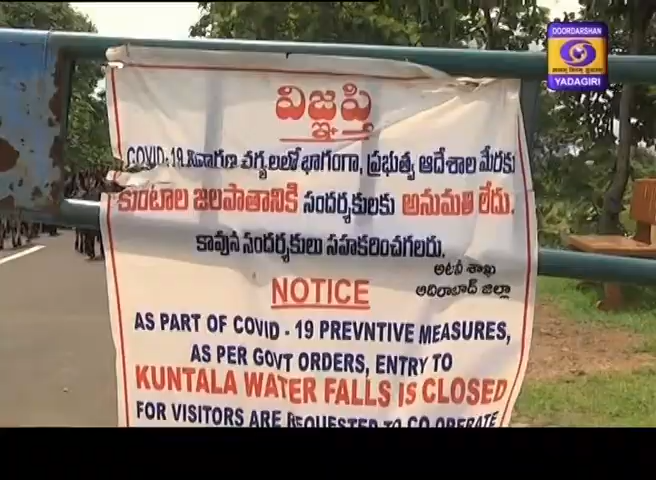 DOORDARSHAN
YADAGIRI
విజ్ఞప్తి
COVID-19 నివారణ చర్యలలో భాగంగా, ప్రభుత్వ ఆదేశాల మేరకు
కుంటాల జలపాతానికి సందర్శకులకు అనుమతి లేదు.
కావున సందర్శకులు సహకరించగలరు.
అటవీ శాఖ
ఆదిలాబాద్ జిల్లా
NOTICE
AS PART OF COVID - 19 PREVNTIVE MEASURES,
AS PER GOVT ORDERS, ENTRY TO
KUNTALA WATER FALLS, IS CLOSED
FOR VISITORS ARE REQUESTED TO CO OPERATE